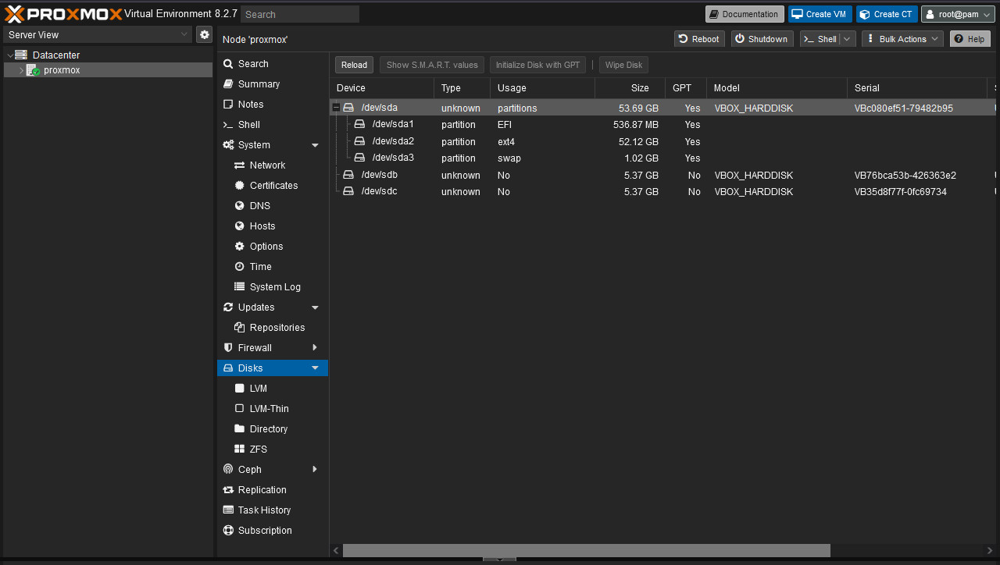 PROXMOX Virtual Environment 8.2.7 Search Documentation Create VM Create CT root@pam
Server View
Datacenter
proxmox
Node 'proxmox' Reboot Shutdown >_ Shell Bulk Actions Help
Search
Summary
Notes
>_ Shell
System
Network
Certificates
DNS
Hosts
Options
Time
System Log
Updates
Repositories
Firewall
Disks
LVM
LVM-Thin
Directory
ZFS
Ceph
Replication
Task History
Subscription
Reload Show S.M.A.R.T. values Initialize Disk with GPT Wipe Disk
Device Type Usage Size GPT Model Serial
/dev/sda unknown partitions 53.69 GB Yes VBOX_HARDDISK VBc080ef51-79482b95
/dev/sda1 partition EFI 536.87 MB Yes
/dev/sda2 partition ext4 52.12 GB Yes
/dev/sda3 partition swap 1.02 GB Yes
/dev/sdb unknown No 5.37 GB No VBOX_HARDDISK VB76bca53b-426363e2
/dev/sdc unknown No 5.37 GB No VBOX_HARDDISK VB35d8f77f-0fc69734